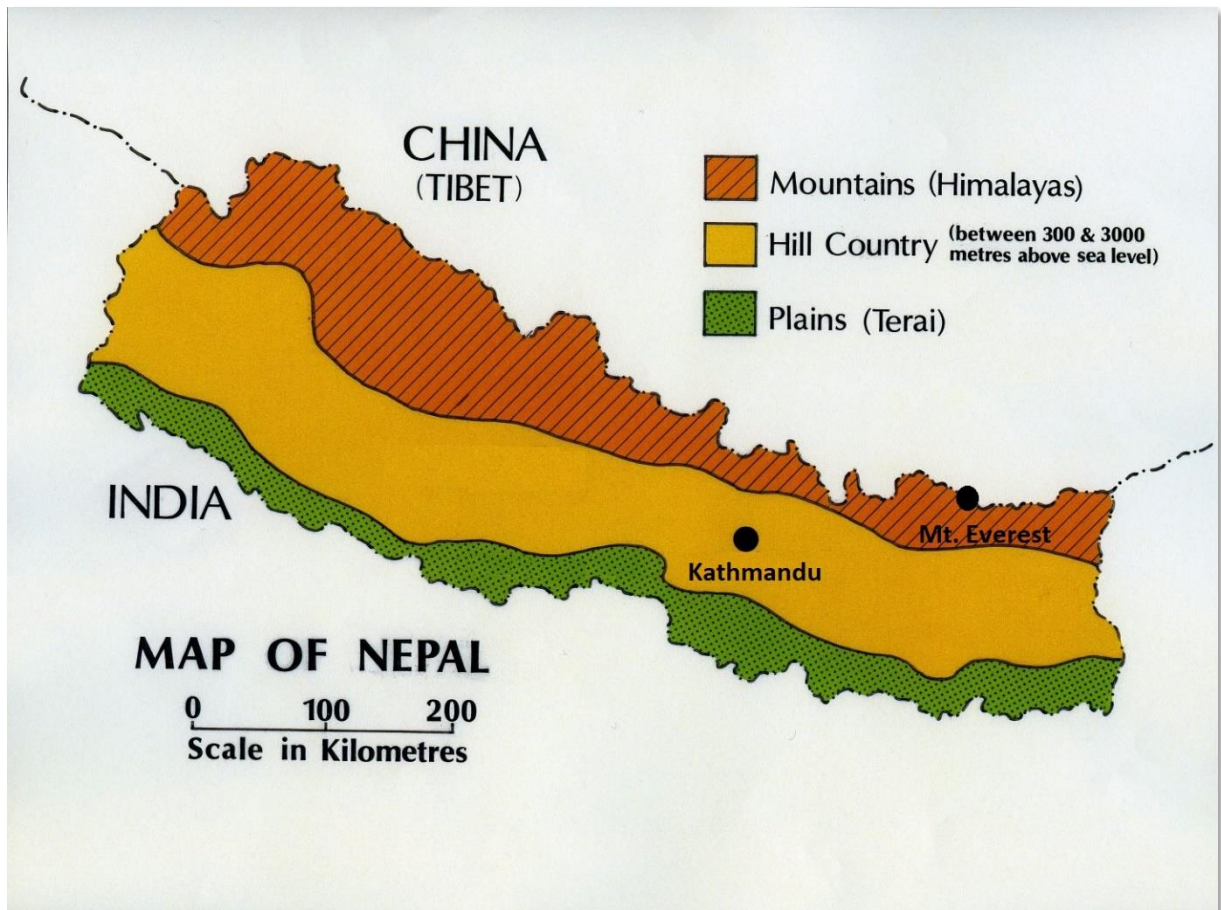 CHINA
(TIBET)
Mountains (Himalayas)
Hill Country (between 300 & 3000
metres above sea level)
Plains (Terai)
INDIA
Mt. Everest
Kathmandu
MAP OF NEPAL
0 100 200
Scale in Kilometres